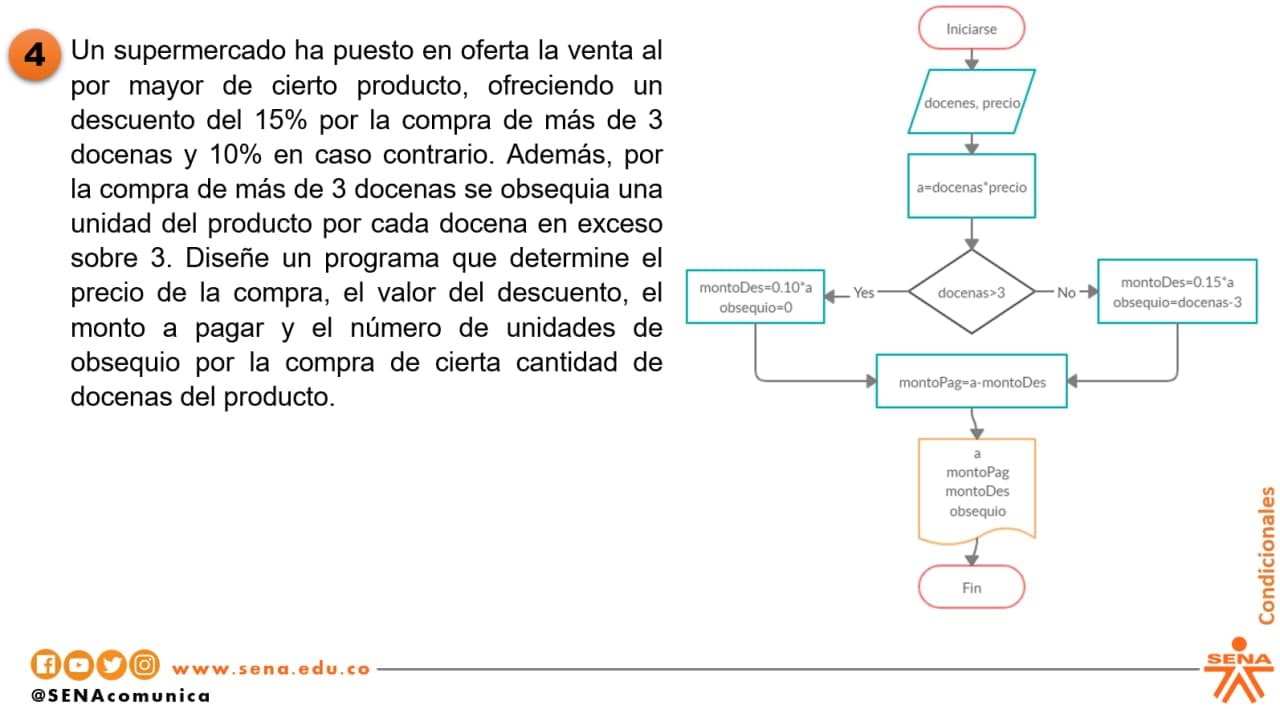 4
Un supermercado ha puesto en oferta la venta al
por mayor de cierto producto, ofreciendo un
descuento del 15% por la compra de más de 3
docenas y 10% en caso contrario. Además, por
la compra de más de 3 docenas se obsequia una
unidad del producto por cada docena en exceso
sobre 3. Diseñe un programa que determine el
precio de la compra, el valor del descuento, el
monto a pagar y el número de unidades de
obsequio por la compra de cierta cantidad de
docenas del producto.
Iniciarse
docenes, precio
a=docenas*precio
docenas>3
Yes
No
montoDes=0.10*a
obsequio=0
montoDes=0.15*a
obsequio=docenas-3
montoPag=a-montoDes
a
montoPag
montoDes
obsequio
Fin
Condicionales
www.sena.edu.co
@SENAcomunica
SENA